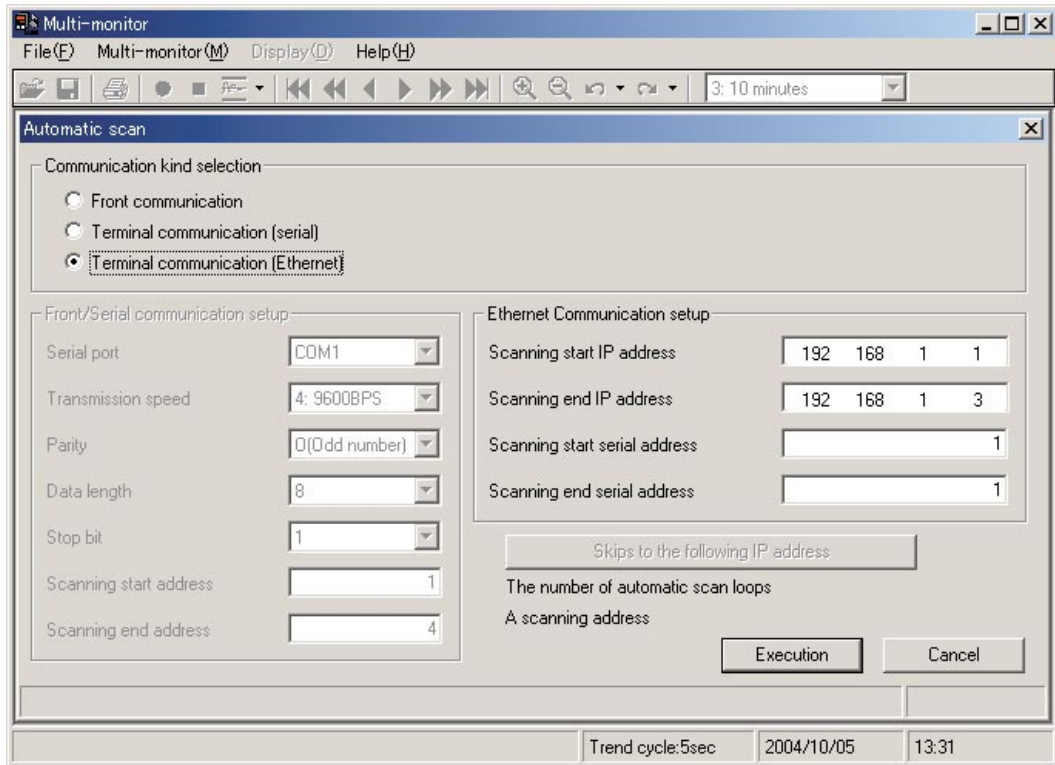 Multi-monitor
File(F) Multi-monitor(M) Display(D) Help(H)
3: 10 minutes
Automatic scan
Communication kind selection
Front communication
Terminal communication (serial)
Terminal communication (Ethernet)
Front/Serial communication setup
Serial port COM1
Transmission speed 4: 9600BPS
Parity O(Odd number)
Data length 8
Stop bit 1
Scanning start address 1
Scanning end address 4
Ethernet Communication setup
Scanning start IP address 192 168 1 1
Scanning end IP address 192 168 1 3
Scanning start serial address 1
Scanning end serial address 1
Skips to the following IP address
The number of automatic scan loops
A scanning address
Execution Cancel
Trend cycle:5sec 2004/10/05 13:31